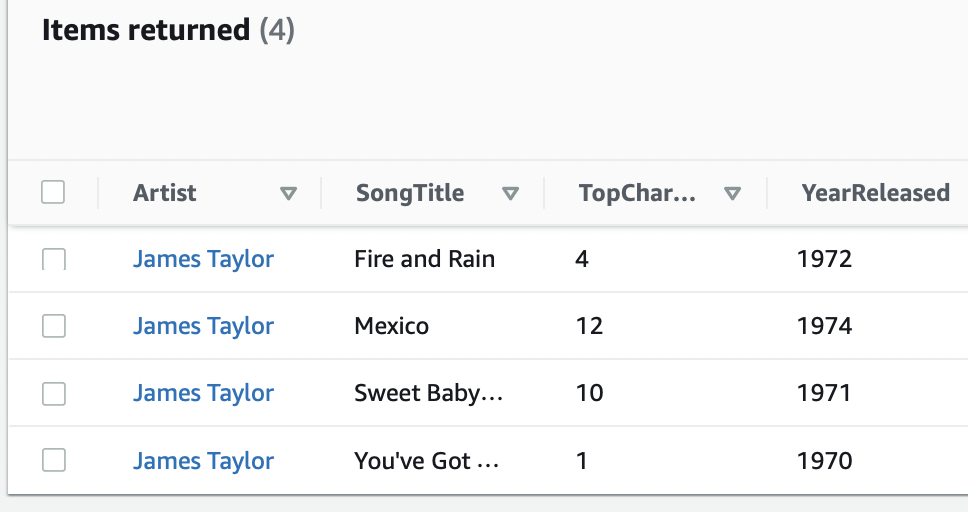 Items returned (4)
Artist SongTitle TopChar... YearReleased
James Taylor Fire and Rain 4 1972
James Taylor Mexico 12 1974
James Taylor Sweet Baby... 10 1971
James Taylor You've Got ... 1 1970